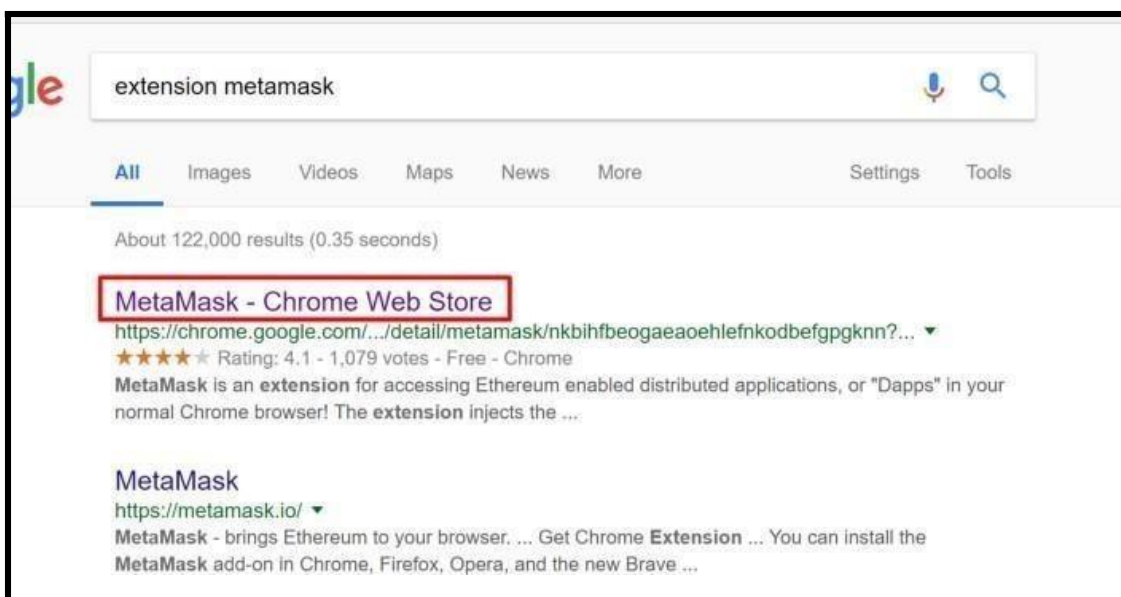 gle
extension metamask
All Images Videos Maps News More Settings Tools
About 122,000 results (0.35 seconds)
MetaMask - Chrome Web Store
https://chrome.google.com/.../detail/metamask/nkbihfbeogaeaoehlefnkodbefgpgknn?...
Rating: 4.1 - 1,079 votes - Free - Chrome
MetaMask is an extension for accessing Ethereum enabled distributed applications, or "Dapps" in your
normal Chrome browser! The extension injects the ...
MetaMask
https://metamask.io/
MetaMask - brings Ethereum to your browser. ... Get Chrome Extension ... You can install the
MetaMask add-on in Chrome, Firefox, Opera, and the new Brave ...